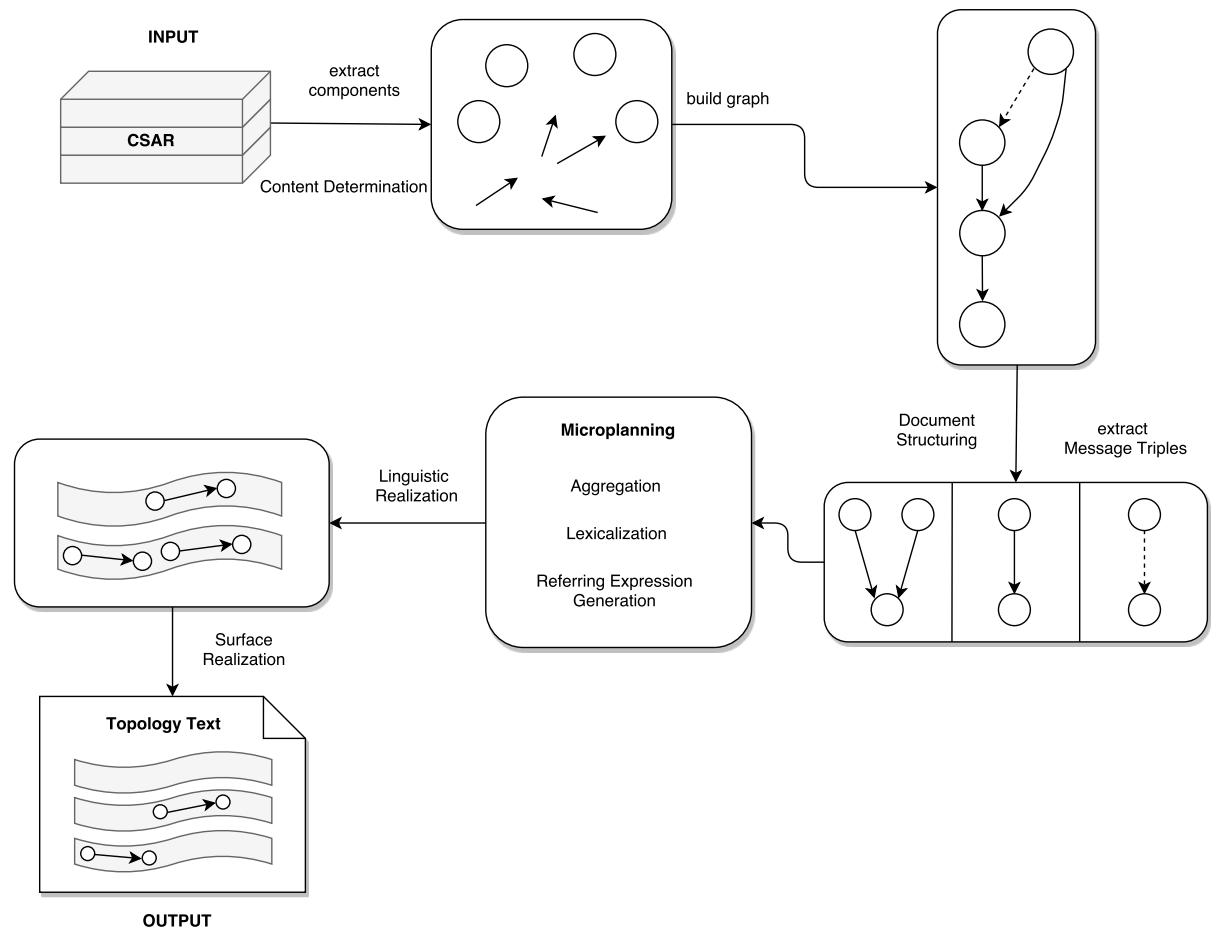 INPUT
extract
components
CSAR
Content Determination
build graph
Document
Structuring
extract
Message Triples
Microplanning
Aggregation
Lexicalization
Referring Expression
Generation
Linguistic
Realization
Surface
Realization
Topology Text
OUTPUT